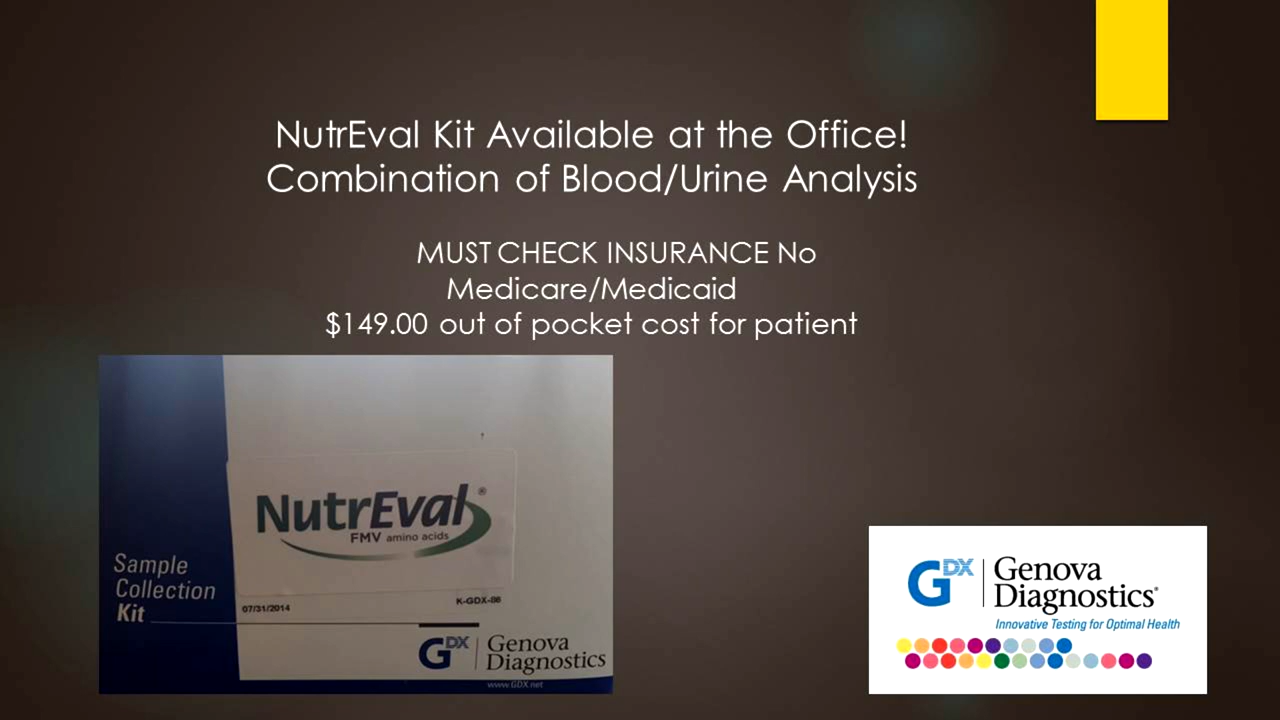 NutrEval Kit Available at the Office!
Combination of Blood/Urine Analysis
MUST CHECK INSURANCE No
Medicare/Medicaid
$149.00 out of pocket cost for patient
NutrEval®
FMV amino acids
Sample
Collection
Kit
07/31/2014
K-GDX-86
GDX Genova
Diagnostics
www.GDX.net
GDX Genova
Diagnostics®
Innovative Testing for Optimal Health